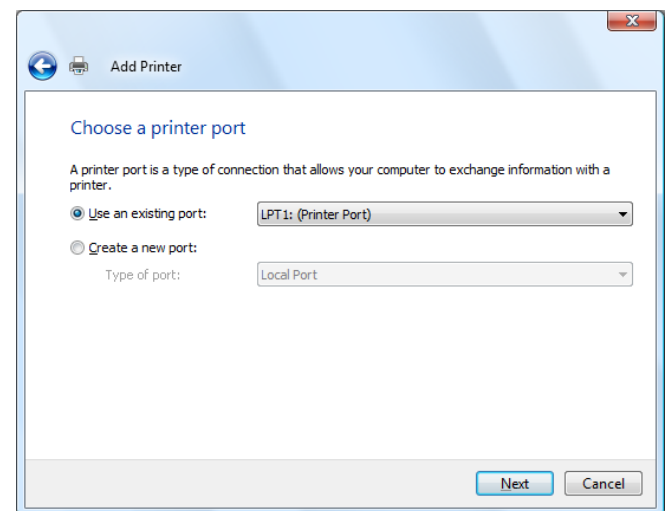 Add Printer
Choose a printer port
A printer port is a type of connection that allows your computer to exchange information with a
printer.
Use an existing port: LPT1: (Printer Port)
Create a new port:
Type of port: Local Port
Next Cancel